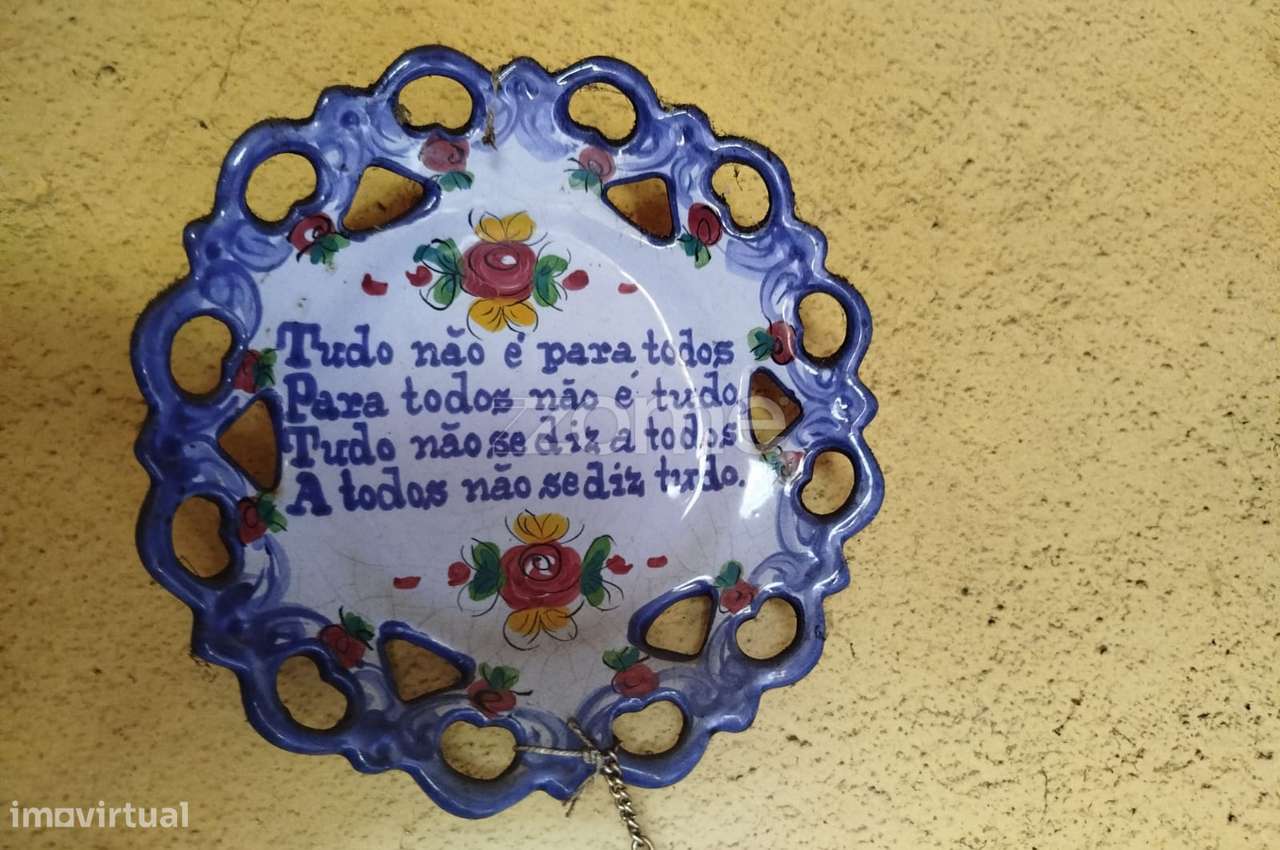 Tudo não é para todos
Para todos não é tudo
Tudo não se diz a todos
A todos não se diz tudo.
zome
imovirtual